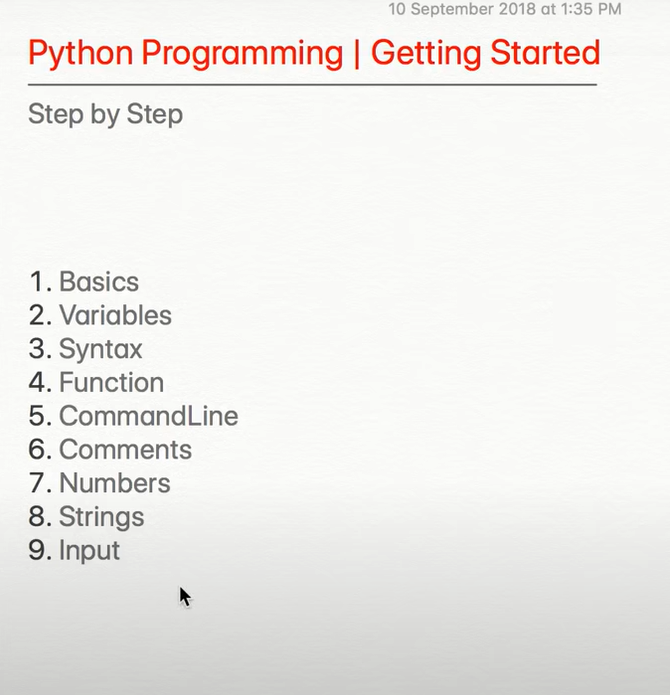 10 September 2018 at 1:35 PM
Python Programming | Getting Started
Step by Step
1. Basics
2. Variables
3. Syntax
4. Function
5. CommandLine
6. Comments
7. Numbers
8. Strings
9. Input